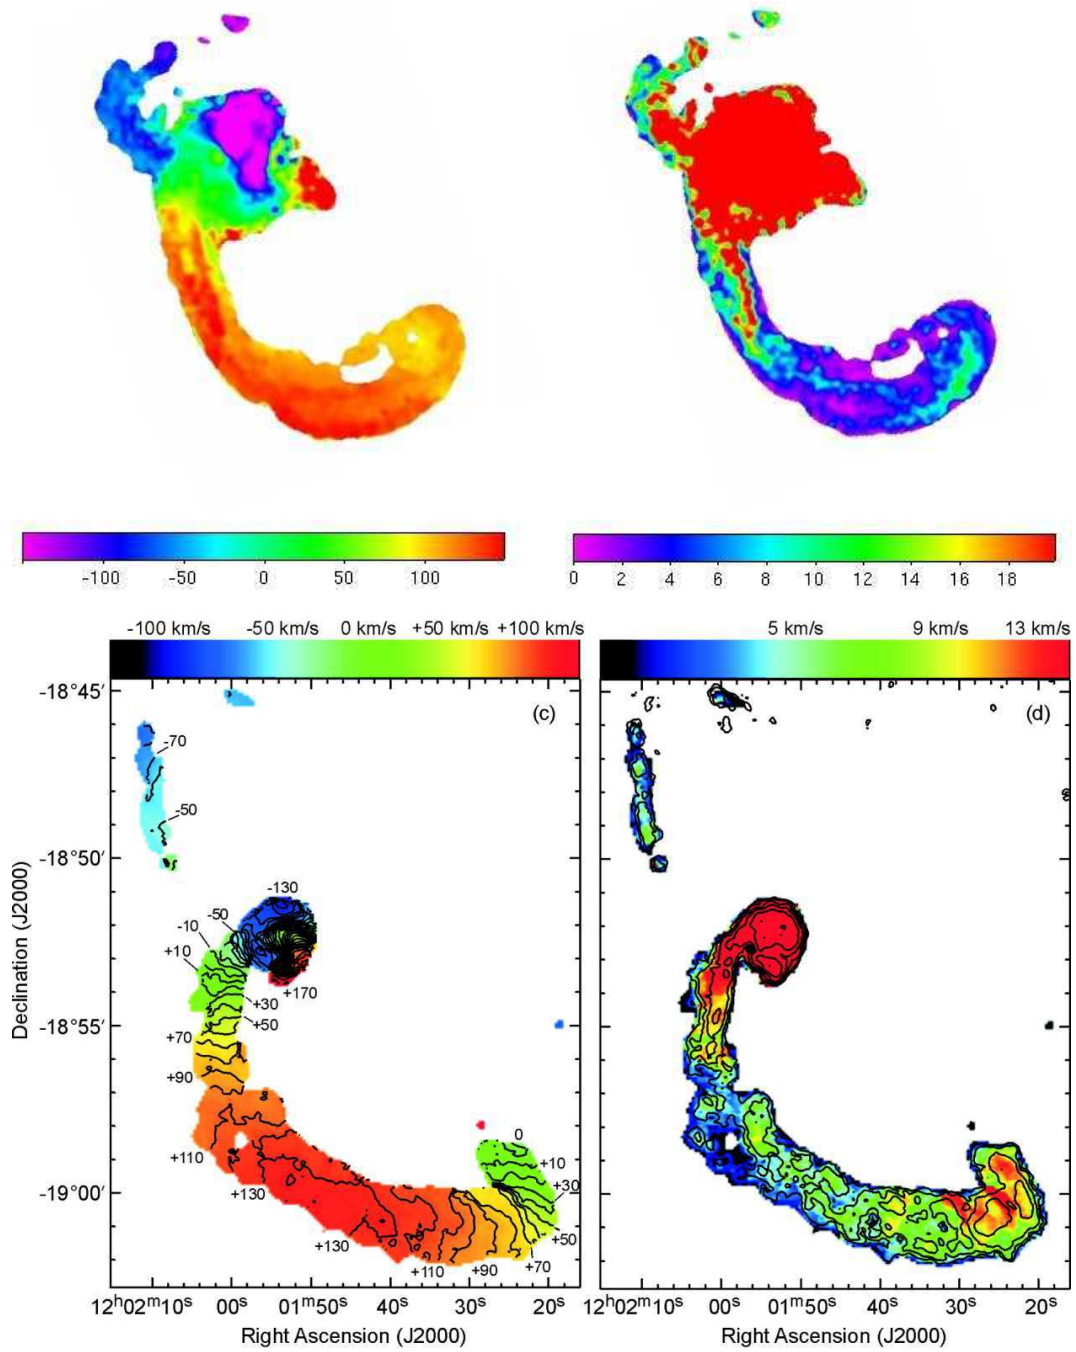 -100 -50 0 50 100
0 2 4 6 8 10 12 14 16 18
-100 km/s -50 km/s 0 km/s +50 km/s +100 km/s
5 km/s 9 km/s 13 km/s
-18°45′
(c)
(d)
-70
-50
-18°50′
-130
-50
-10
+10
+170
+30
+50
-18°55′
+70
+90
0
+10
+110
+30
+130
-19°00′
+130
+50
+110
+90
+70
Declination (J2000)
12h02m10s 00s 01m50s 40s 30s 20s
12h02m10s 00s 01m50s 40s 30s 20s
Right Ascension (J2000)
Right Ascension (J2000)